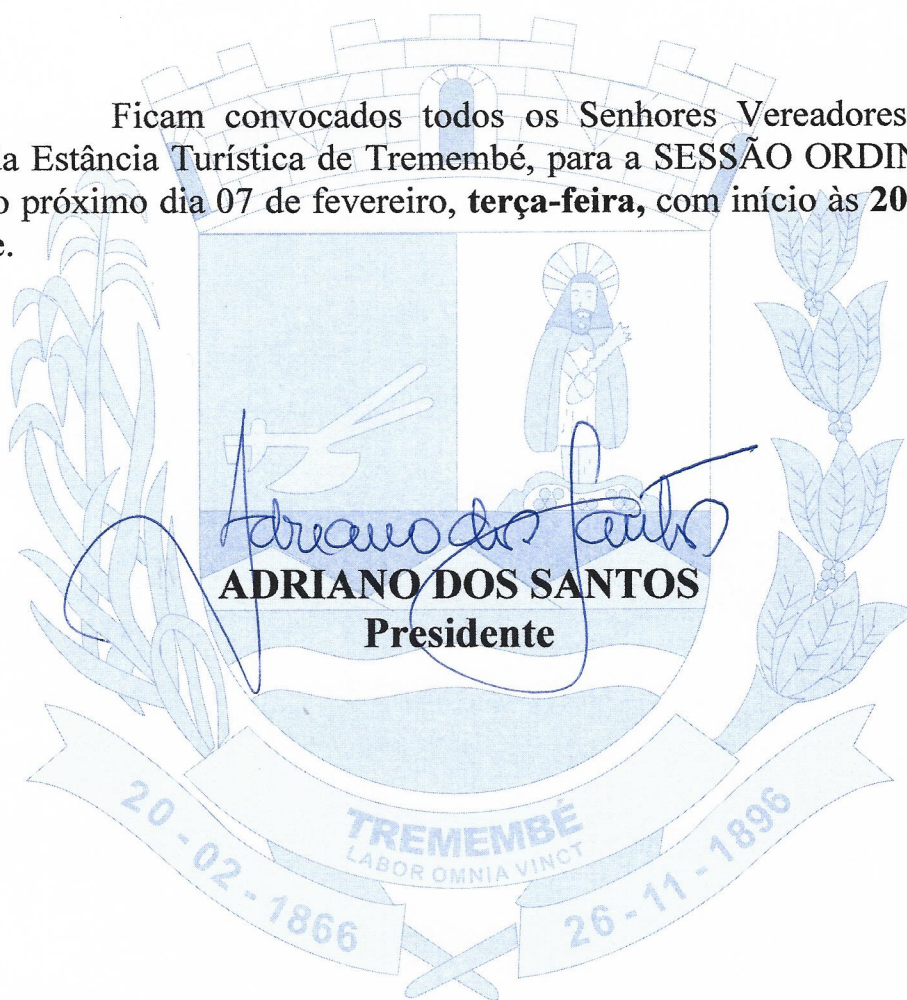 Ficam convocados todos os Senhores Vereadores
da Estância Turística de Tremembé, para a SESSÃO ORDIN
o próximo dia 07 de fevereiro, terça-feira, com início às 20
e.
Adriano dos Santos
ADRIANO DOS SANTOS
Presidente
TREMEMBÉ
LABOR OMNIA VINCT
20 - 02 - 1866
26 - 11 - 1896